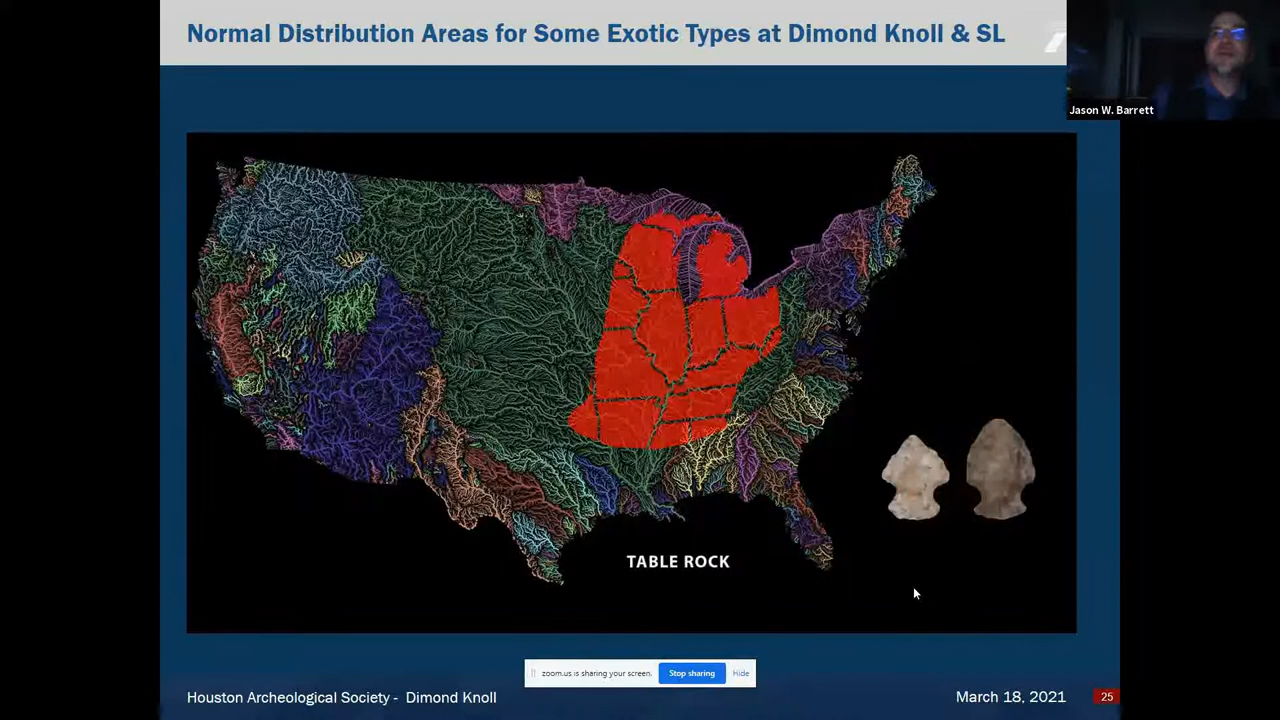 Normal Distribution Areas for Some Exotic Types at Dimond Knoll & SL
Jason W. Barrett
TABLE ROCK
zoom.us is sharing your screen.
Stop sharing
Hide
Houston Archeological Society - Dimond Knoll
March 18, 2021
25